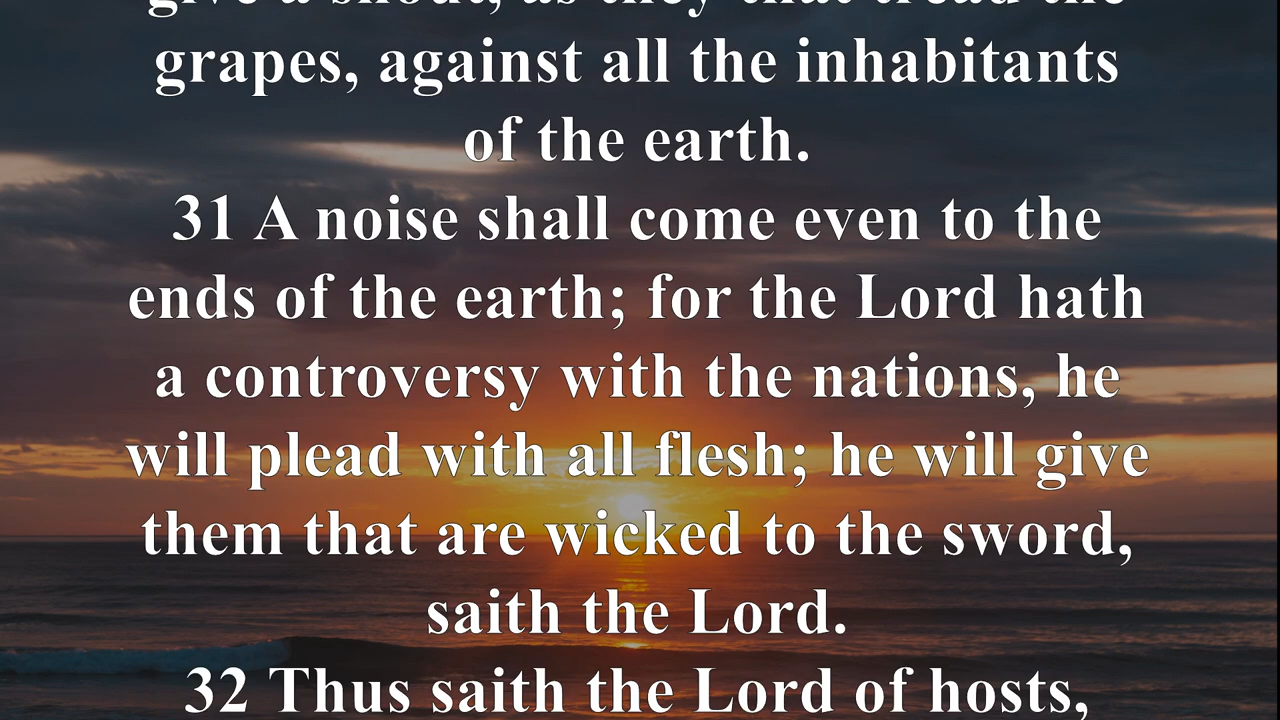 give a shout, as they that tread the
grapes, against all the inhabitants
of the earth.
31 A noise shall come even to the
ends of the earth; for the Lord hath
a controversy with the nations, he
will plead with all flesh; he will give
them that are wicked to the sword,
saith the Lord.
32 Thus saith the Lord of hosts,